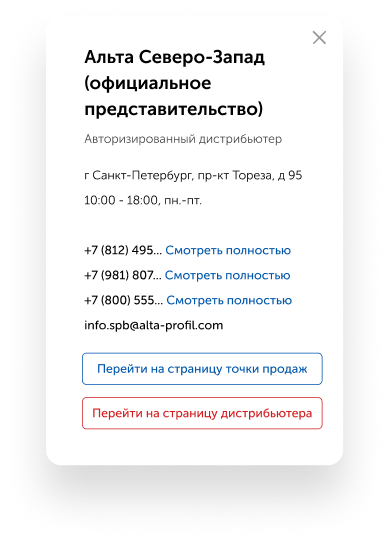 Альта Северо-Запад
(официальное
представительство)
Авторизированный дистрибьютер
г Санкт-Петербург, пр-кт Тореза, д 95
10:00 - 18:00, пн.-пт.
+7 (812) 495... Смотреть полностью
+7 (981) 807... Смотреть полностью
+7 (800) 555... Смотреть полностью
info.spb@alta-profil.com
Перейти на страницу точки продаж
Перейти на страницу дистрибьютера